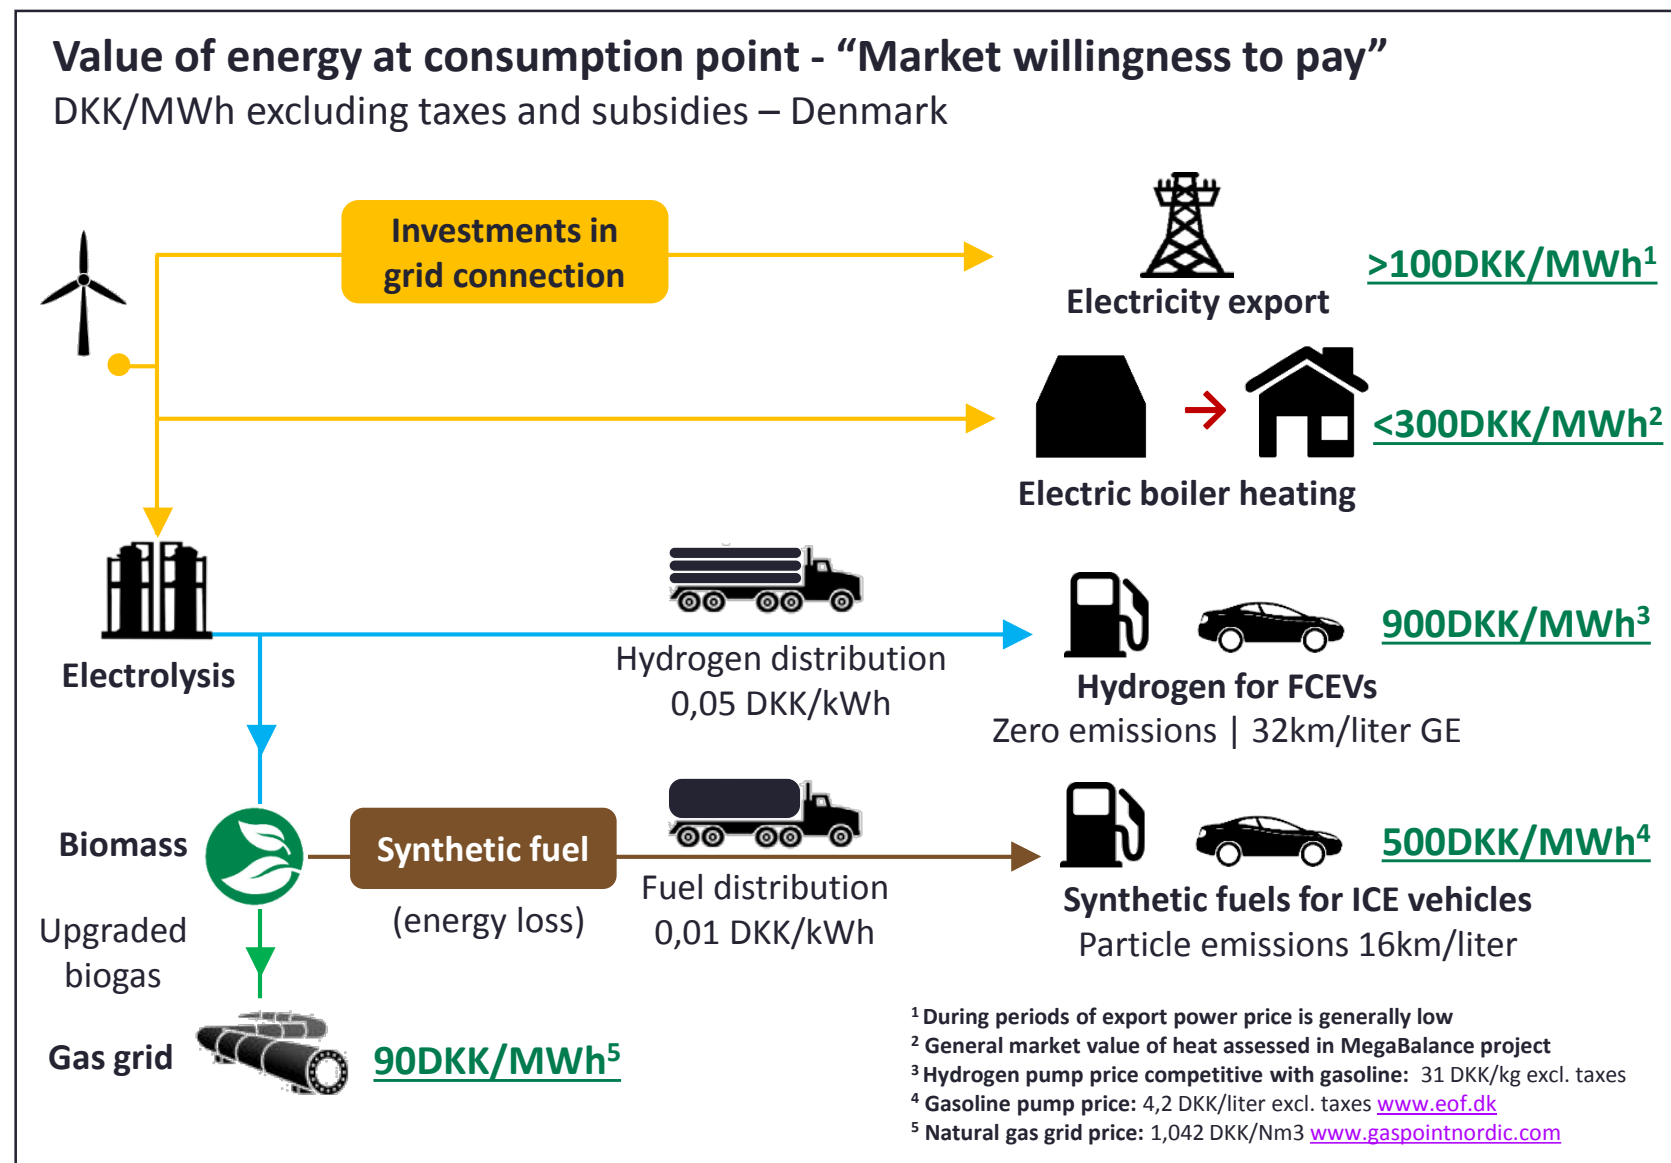 Value of energy at consumption point - “Market willingness to pay”
DKK/MWh excluding taxes and subsidies – Denmark
Investments in
grid connection
Electricity export
>100DKK/MWh¹
Electric boiler heating
<300DKK/MWh²
Electrolysis
Hydrogen distribution
0,05 DKK/kWh
Hydrogen for FCEVs
Zero emissions | 32km/liter GE
900DKK/MWh³
Biomass
Synthetic fuel
(energy loss)
Fuel distribution
0,01 DKK/kWh
Synthetic fuels for ICE vehicles
Particle emissions 16km/liter
500DKK/MWh⁴
Upgraded
biogas
Gas grid
90DKK/MWh⁵
¹ During periods of export power price is generally low
² General market value of heat assessed in MegaBalance project
³ Hydrogen pump price competitive with gasoline: 31 DKK/kg excl. taxes
⁴ Gasoline pump price: 4,2 DKK/liter excl. taxes www.eof.dk
⁵ Natural gas grid price: 1,042 DKK/Nm3 www.gaspointnordic.com